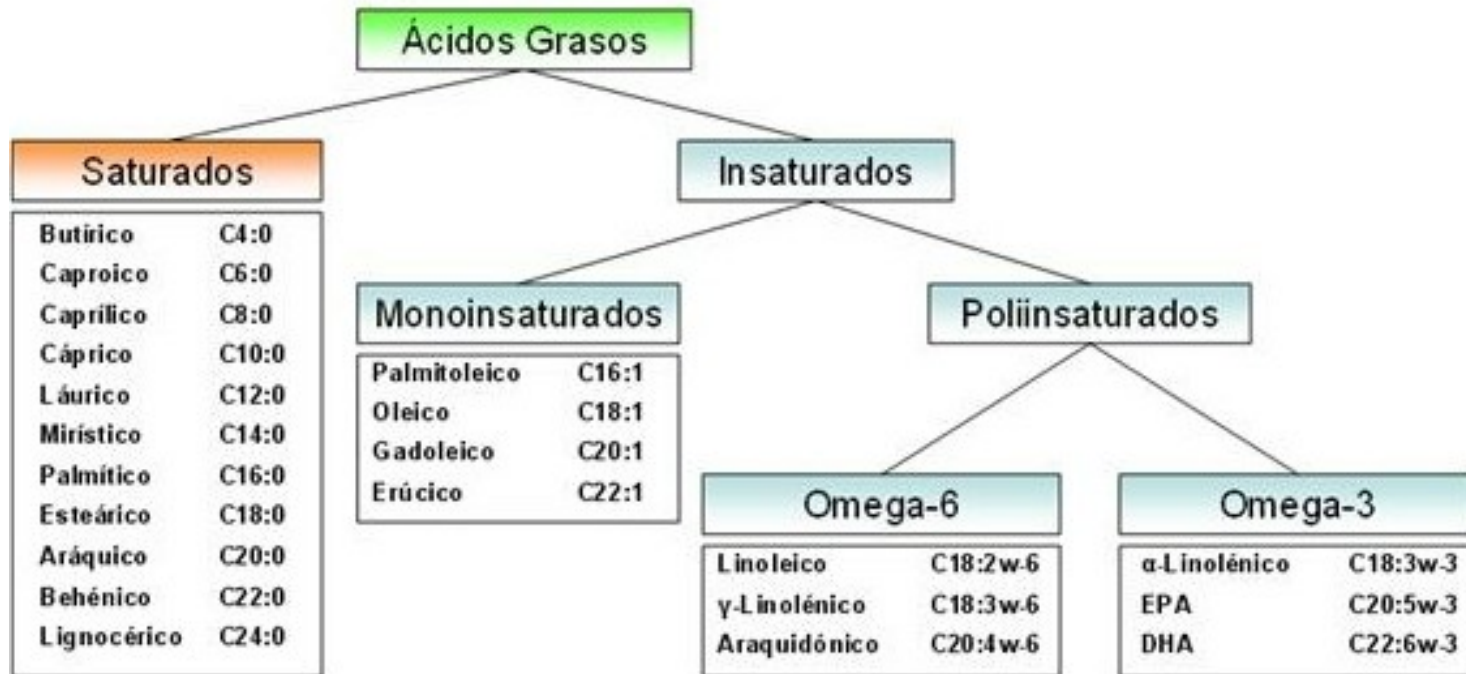 Ácidos Grasos
Saturados
Insaturados
Butírico C4:0
Caproico C6:0
Caprílico C8:0
Cáprico C10:0
Láurico C12:0
Mirístico C14:0
Palmítico C16:0
Esteárico C18:0
Aráquico C20:0
Behénico C22:0
Lignocérico C24:0
Monoinsaturados
Palmitoleico C16:1
Oleico C18:1
Gadoleico C20:1
Erúcico C22:1
Poliinsaturados
Omega-6
Linoleico C18:2w-6
γ-Linolénico C18:3w-6
Araquidónico C20:4w-6
Omega-3
α-Linolénico C18:3w-3
EPA C20:5w-3
DHA C22:6w-3